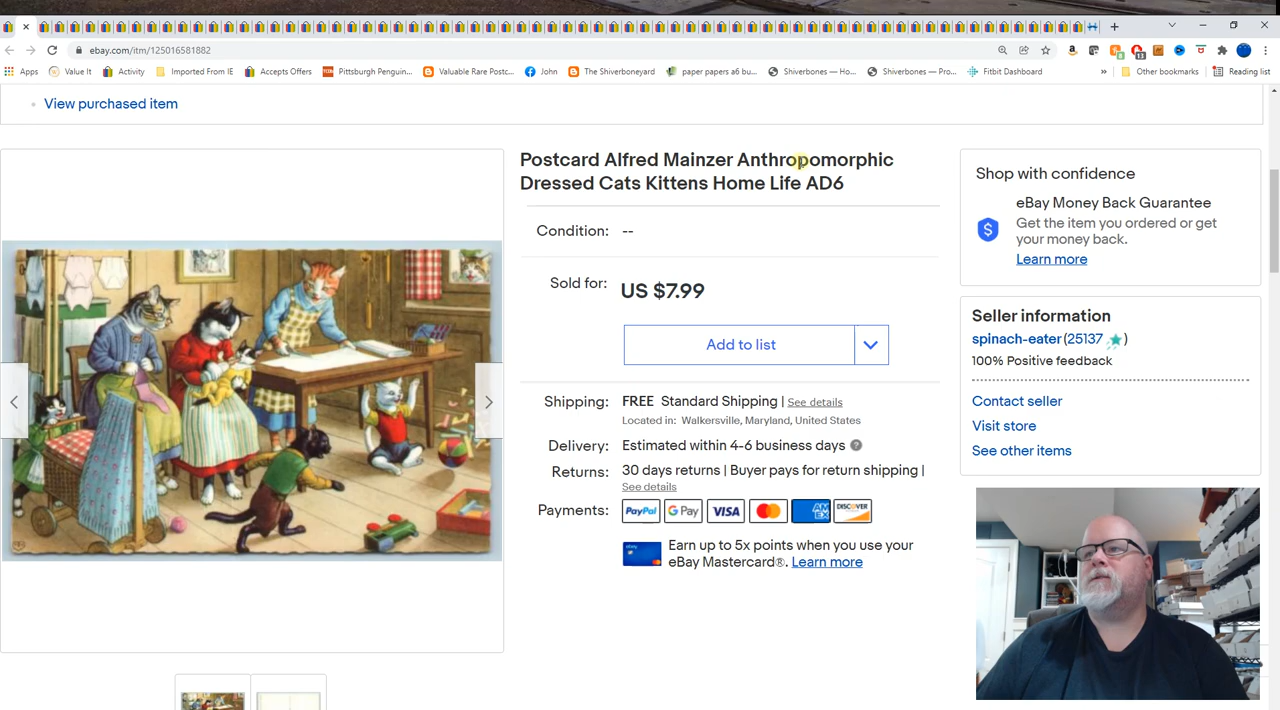 ebay.com/itm/125016581882
Apps Value It Activity Imported From IE Accepts Offers Pittsburgh Penguin... Valuable Rare Postc... John The Shiverboneyard paper papers a6 bu... Shiverbones — Ho... Shiverbones — Pro... Fitbit Dashboard » Other bookmarks Reading list
View purchased item
Postcard Alfred Mainzer Anthropomorphic
Dressed Cats Kittens Home Life AD6
Condition: --
Sold for: US $7.99
Add to list
Shipping: FREE Standard Shipping | See details
Located in: Walkersville, Maryland, United States
Delivery: Estimated within 4-6 business days
Returns: 30 days returns | Buyer pays for return shipping |
See details
Payments: PayPal G Pay VISA MasterCard AMEX DISCOVER
Earn up to 5x points when you use your
eBay Mastercard®. Learn more
Shop with confidence
eBay Money Back Guarantee
Get the item you ordered or get
your money back.
Learn more
Seller information
spinach-eater (25137)
100% Positive feedback
Contact seller
Visit store
See other items